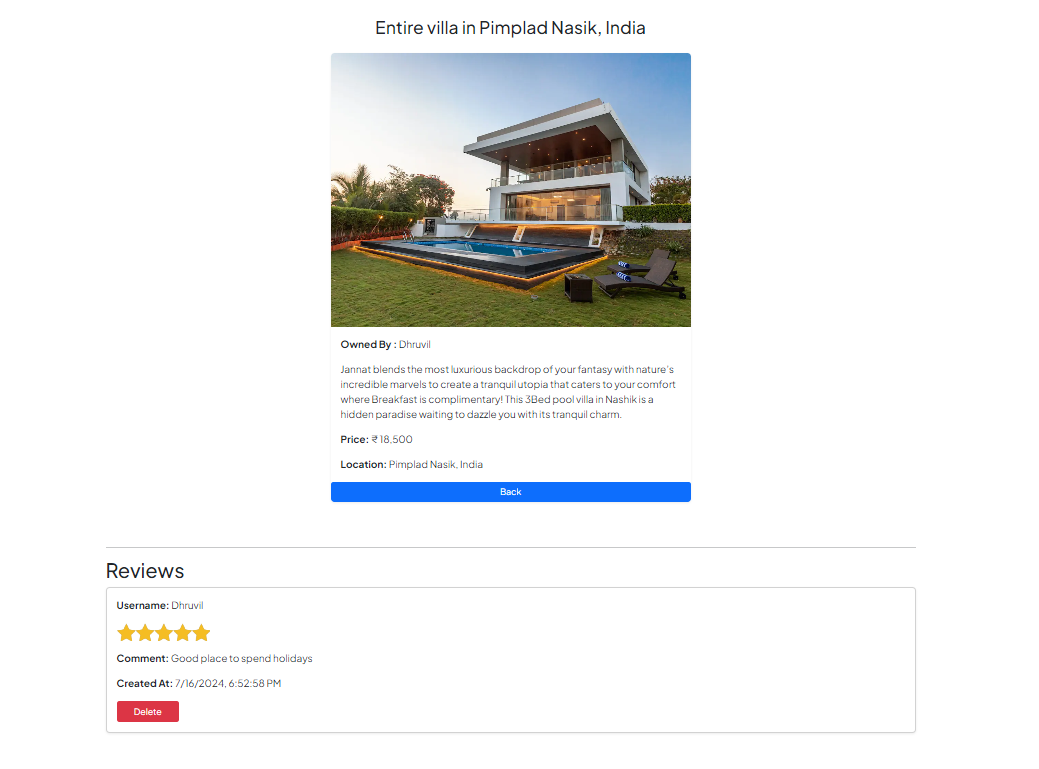 Entire villa in Pimplad Nasik, India
Owned By : Dhruvil
Jannat blends the most luxurious backdrop of your fantasy with nature's
incredible marvels to create a tranquil utopia that caters to your comfort
where Breakfast is complimentary! This 3Bed pool villa in Nashik is a
hidden paradise waiting to dazzle you with its tranquil charm.
Price: ₹ 18,500
Location: Pimplad Nasik, India
Back
Reviews
Username: Dhruvil
Comment: Good place to spend holidays
Created At: 7/16/2024, 6:52:58 PM
Delete